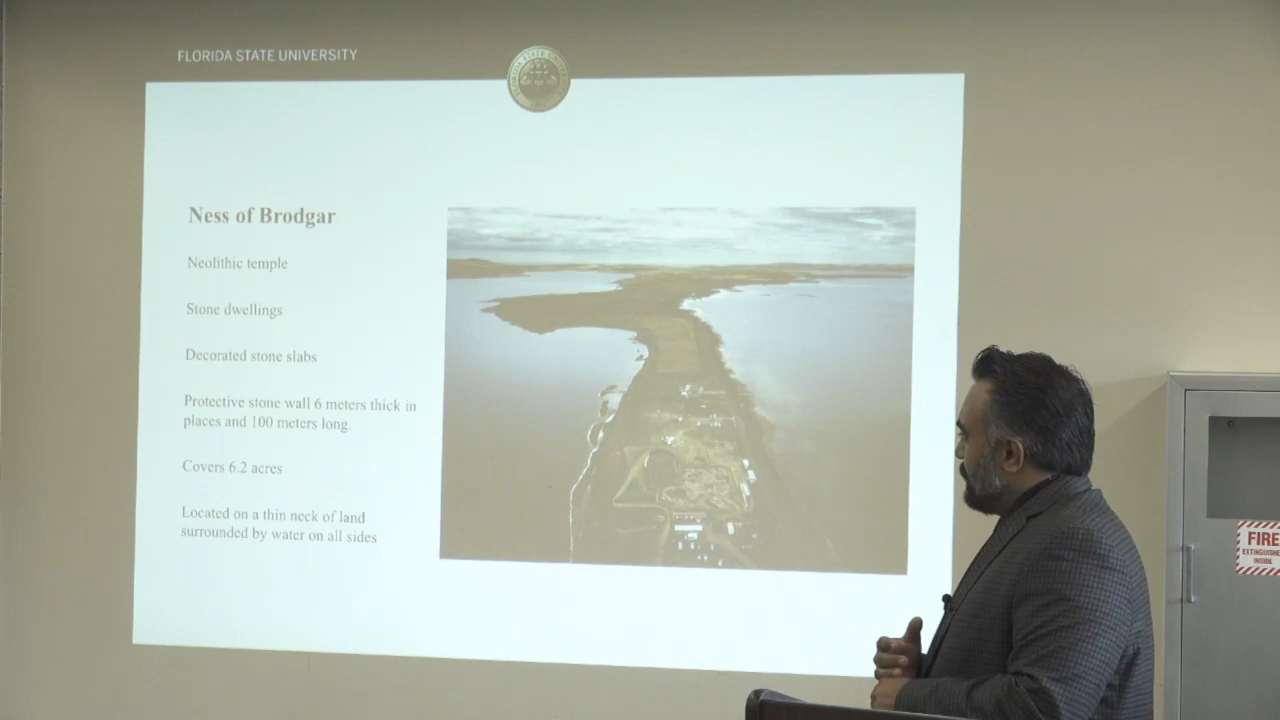 FLORIDA STATE UNIVERSITY
Ness of Brodgar
Neolithic temple
Stone dwellings
Decorated stone slabs
Protective stone wall 6 meters thick in
places and 100 meters long.
Covers 6.2 acres
Located on a thin neck of land
surrounded by water on all sides
FIRE
EXTINGUISHE
INSIDE